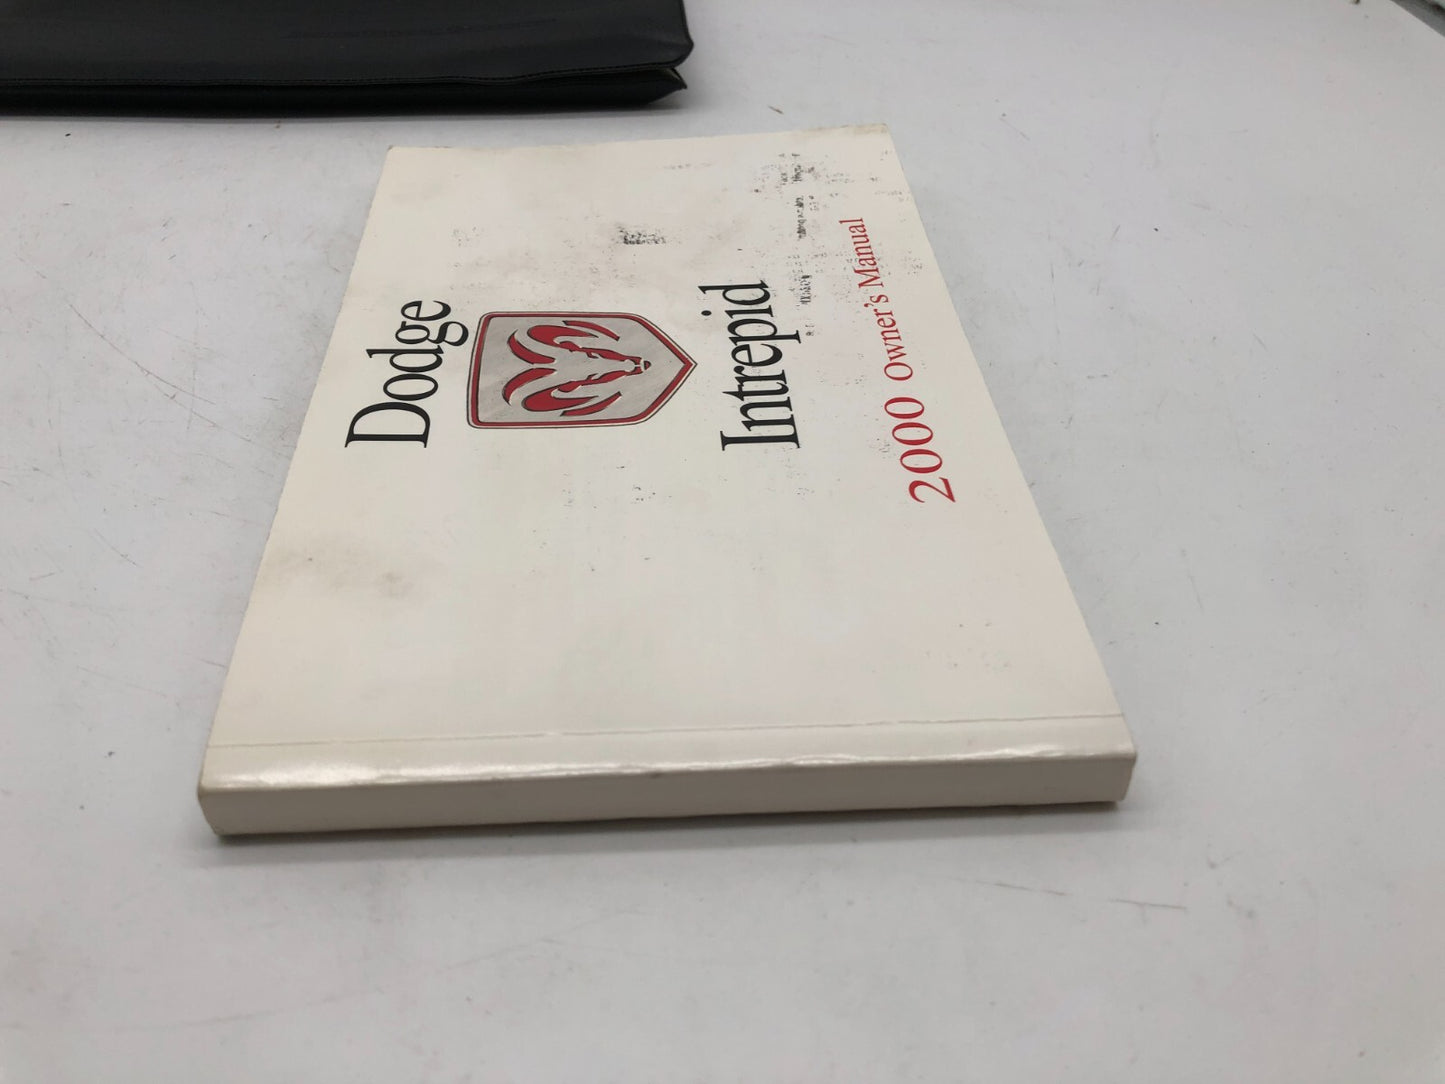 Dodge
Intrepid
2000 Owner's Manual